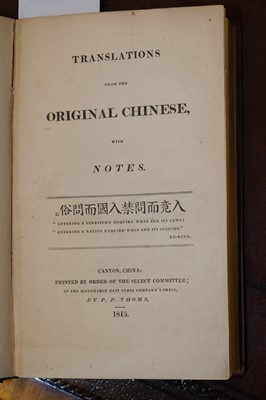 TRANSLATIONS
FROM THE
ORIGINAL CHINESE,
WITH
NOTES.
入竟而問禁入國而問俗。
"ENTERING A TERRITORY ENQUIRE WHAT ARE ITS LAWS;
"ENTERING A NATION ENQUIRE WHAT ARE ITS CUSTOMS."
CANTON, CHINA:
PRINTED BY ORDER OF THE SELECT COMMITTEE;
AT THE HONORABLE EAST INDIA COMPANY'S PRESS,
BY P. P. THOMS.
1815.